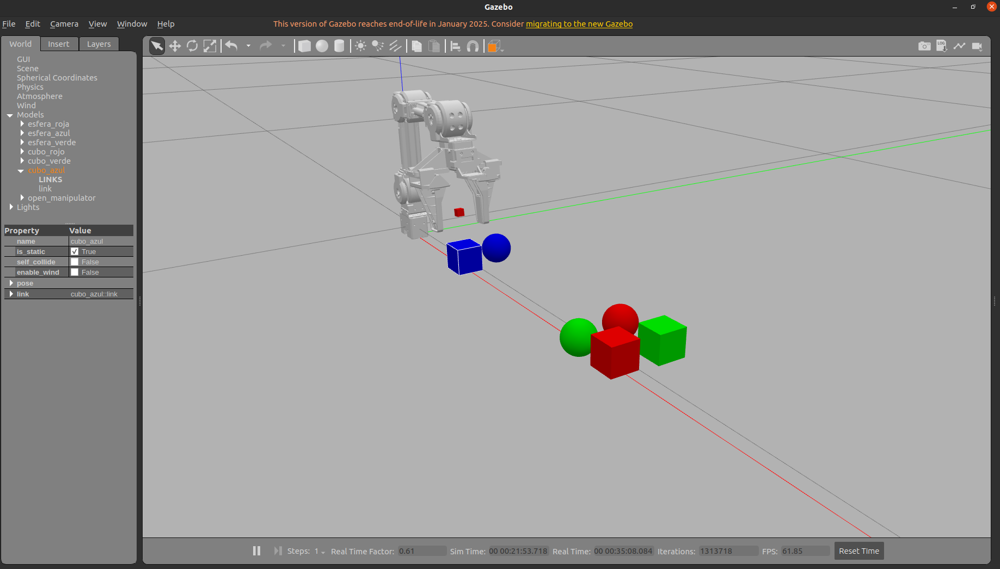 Gazebo
File Edit Camera View Window Help
This version of Gazebo reaches end-of-life in January 2025. Consider migrating to the new Gazebo
World Insert Layers
LOG
GUI
Scene
Spherical Coordinates
Physics
Atmosphere
Wind
Models
esfera_roja
esfera_azul
esfera_verde
cubo_rojo
cubo_verde
cubo_azul
LINKS
link
open_manipulator
Lights
Property Value
name cubo_azul
is_static True
self_collide False
enable_wind False
pose
link cubo_azul::link
Steps: 1 Real Time Factor: 0.61 Sim Time: 00 00:21:53.718 Real Time: 00 00:35:08.084 Iterations: 1313718 FPS: 61.85 Reset Time